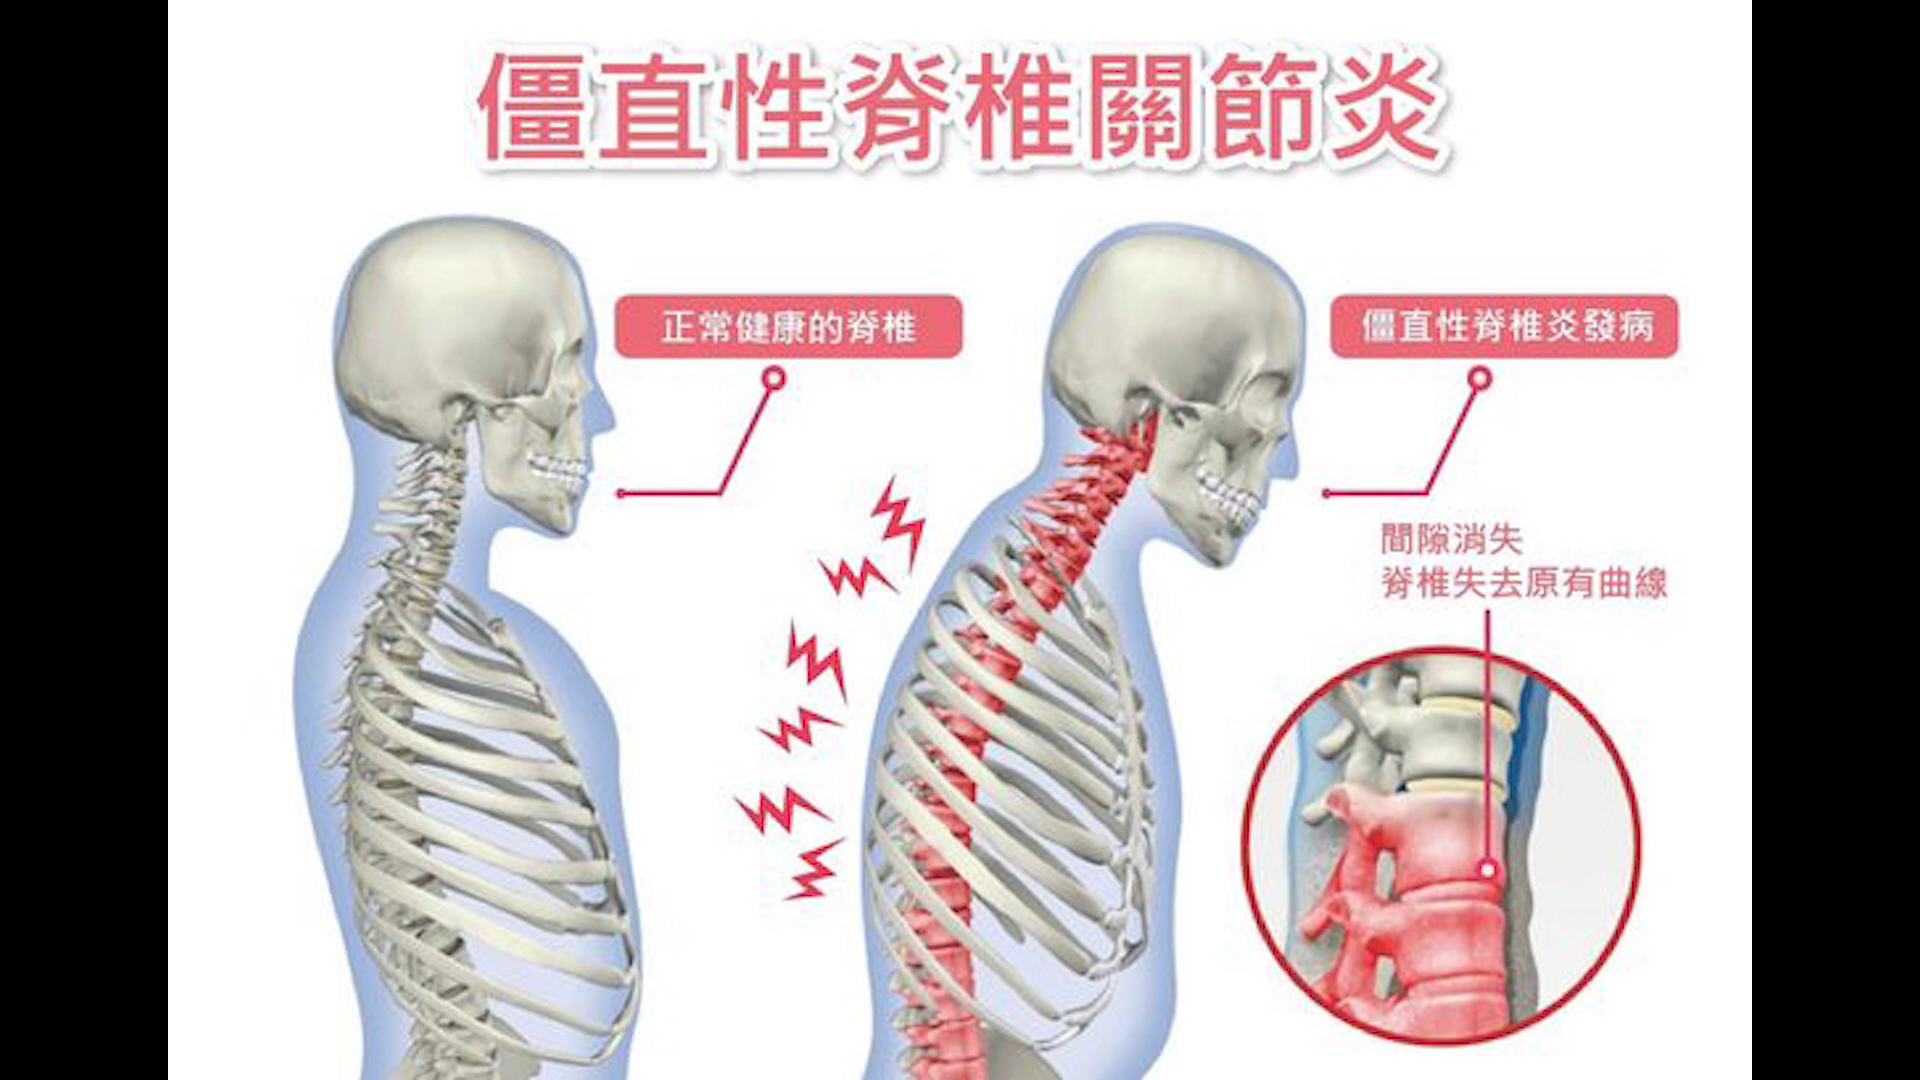 僵直性脊椎關節炎
正常健康的脊椎
僵直性脊椎炎發病
間隙消失
脊椎失去原有曲線